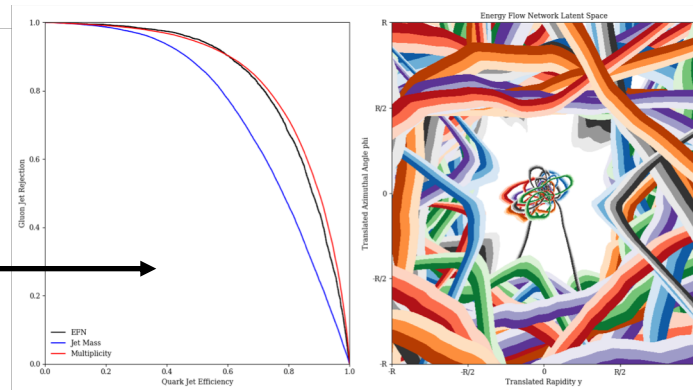 1.0
0.8
0.6
0.4
0.2
0.0
Gluon Jet Rejection
EFN
Jet Mass
Multiplicity
0.0 0.2 0.4 0.6 0.8 1.0
Quark Jet Efficiency
Energy Flow Network Latent Space
R
R/2
0
-R/2
-R
Translated Azimuthal Angle phi
-R -R/2 0 R/2
Translated Rapidity y